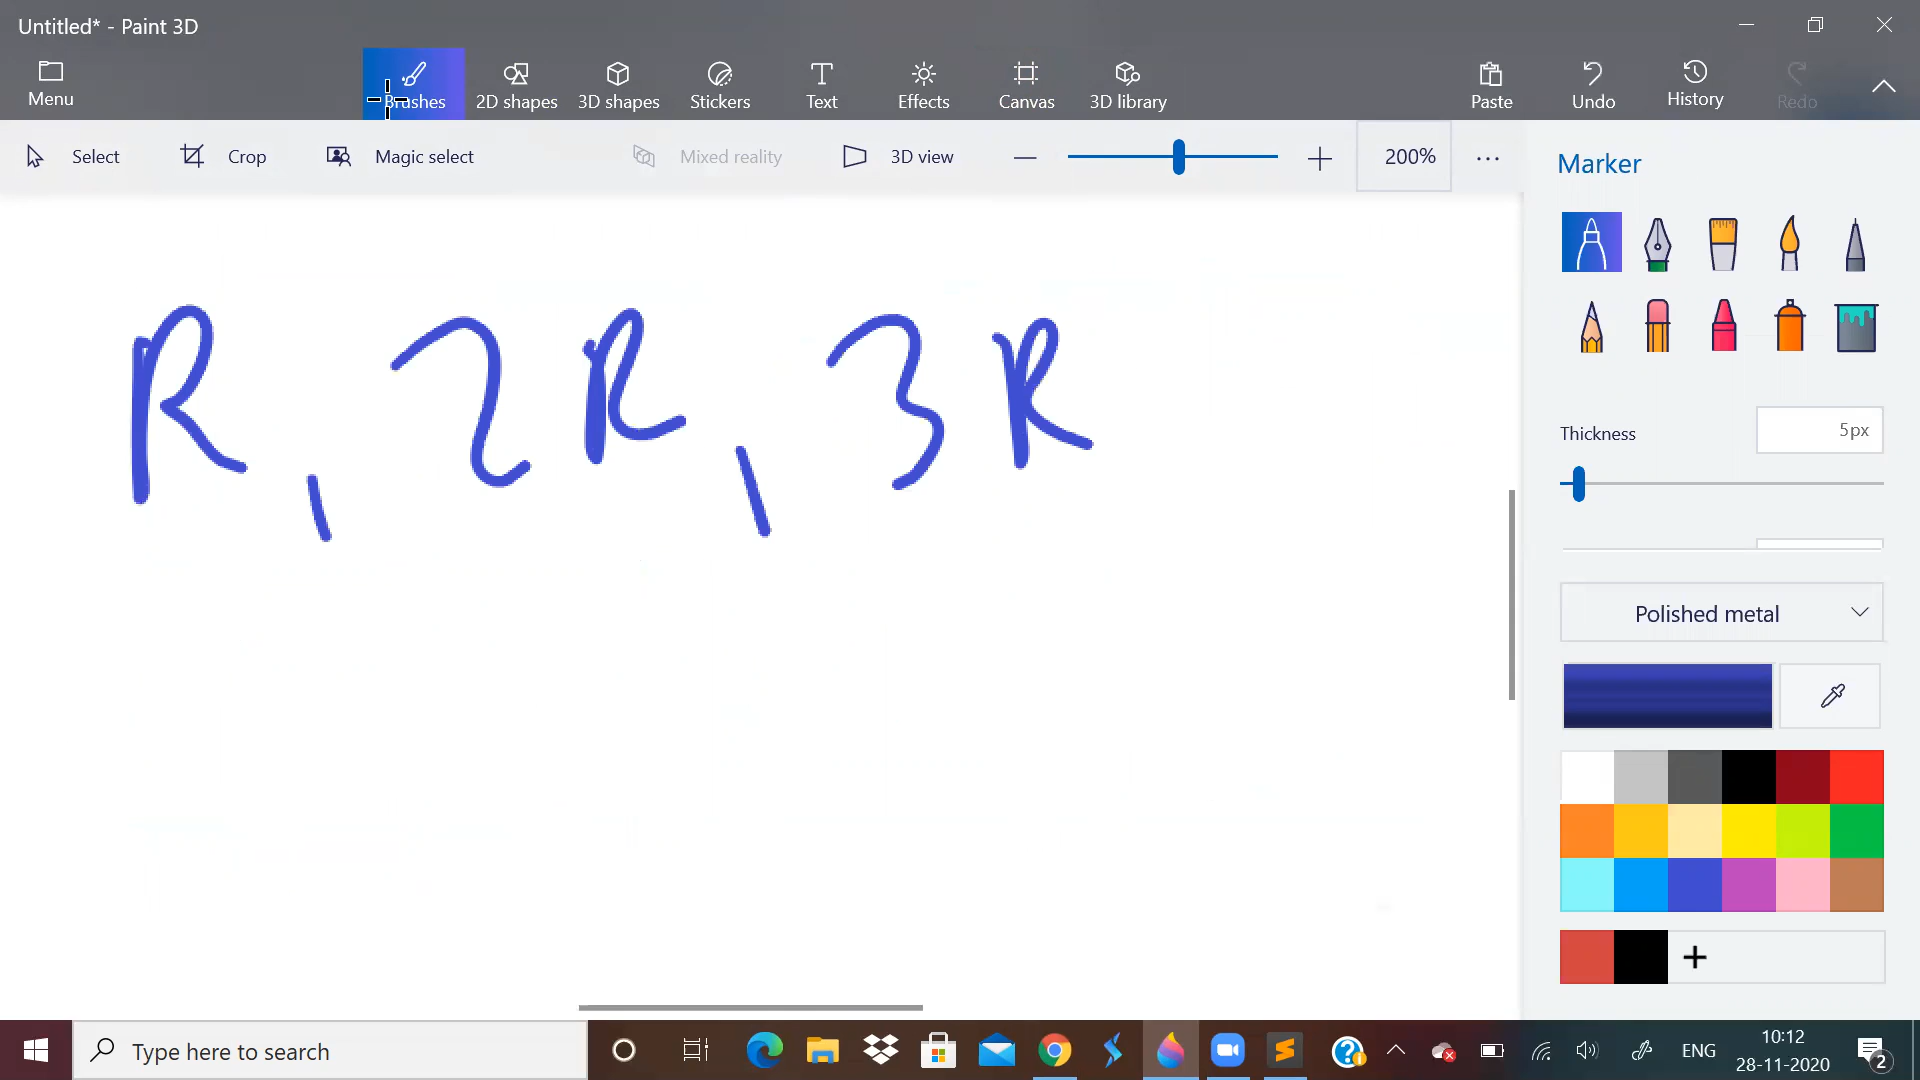 Untitled* - Paint 3D
Menu
Brushes
2D shapes
3D shapes
Stickers
Text
Effects
Canvas
3D library
Paste
Undo
History
Redo
Select
Crop
Magic select
Mixed reality
3D view
200%
Marker
R, 2R, 3R
Thickness
5px
Polished metal
Type here to search
ENG
10:12
28-11-2020
2